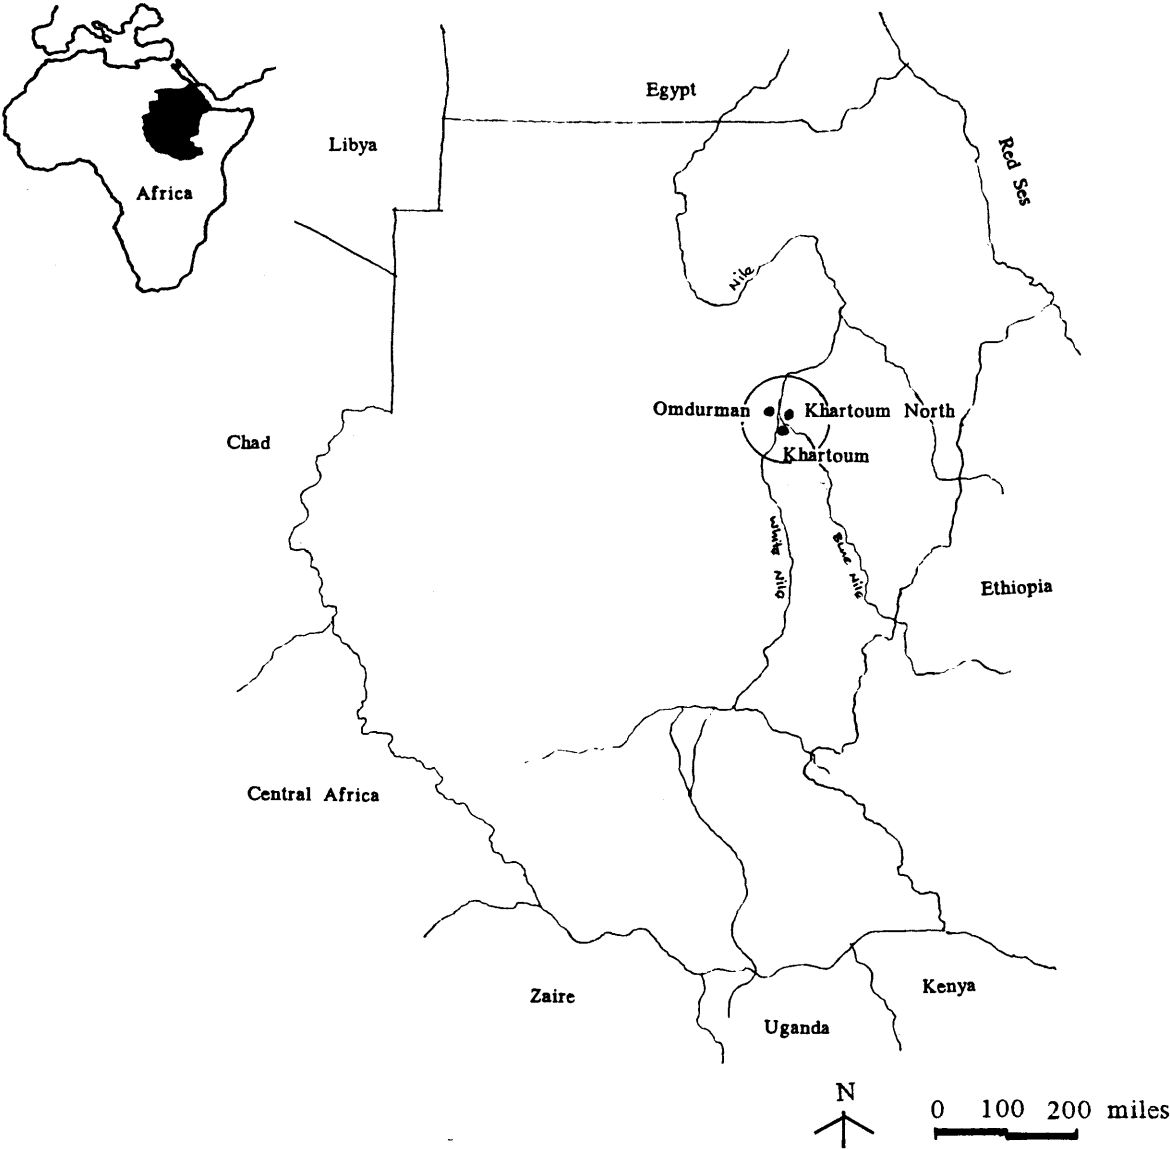 Egypt
Libya
Red Ses
Africa
Nile
Omdurman
Khartoum North
Chad
Khartoum
White Nile
Blue Nile
Ethiopia
Central Africa
Zaire
Kenya
Uganda
N
0 100 200 miles